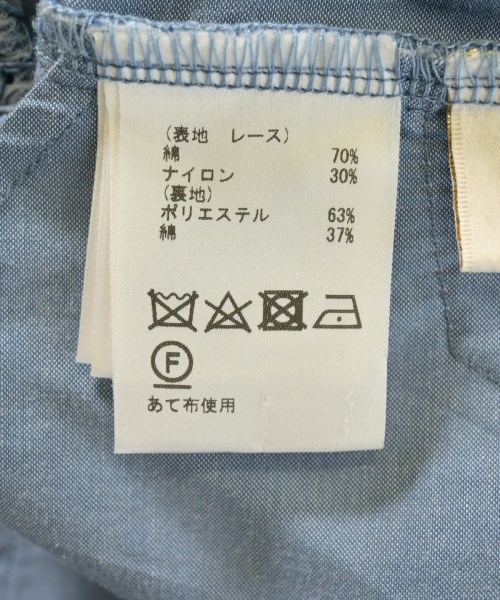 (表地 レース)
綿 70%
ナイロン 30%
(裏地)
ポリエステル 63%
綿 37%
F
あて布使用